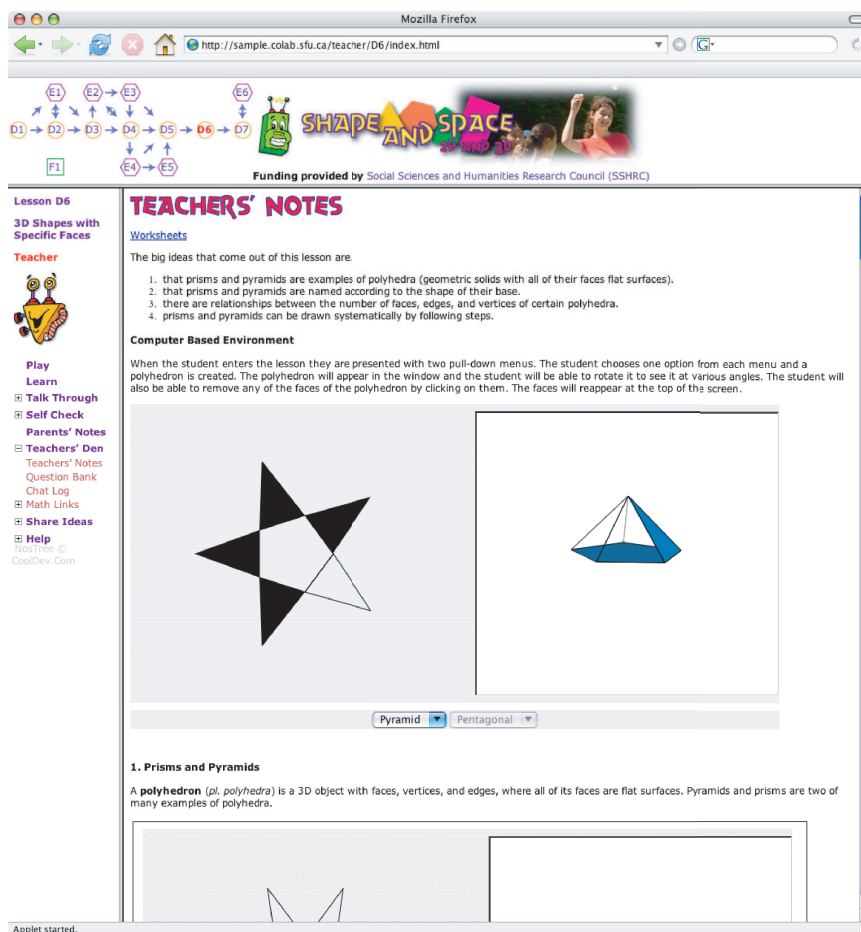 Mozilla Firefox
http://sample.colab.sfu.ca/teacher/D6/index.html
G
E1 E2 E3 E6
D1 D2 D3 D4 D5 D6 D7
F1 E4 E5
SHAPE AND SPACE
2D AND 3D
Funding provided by Social Sciences and Humanities Research Council (SSHRC)
Lesson D6
3D Shapes with
Specific Faces
Teacher
Play
Learn
Talk Through
Self Check
Parents' Notes
Teachers' Den
Teachers' Notes
Question Bank
Chat Log
Math Links
Share Ideas
Help
NosTree ©
CoolDev.Com
TEACHERS' NOTES
Worksheets
The big ideas that come out of this lesson are
1. that prisms and pyramids are examples of polyhedra (geometric solids with all of their faces flat surfaces).
2. that prisms and pyramids are named according to the shape of their base.
3. there are relationships between the number of faces, edges, and vertices of certain polyhedra.
4. prisms and pyramids can be drawn systematically by following steps.
Computer Based Environment
When the student enters the lesson they are presented with two pull-down menus. The student chooses one option from each menu and a
polyhedron is created. The polyhedron will appear in the window and the student will be able to rotate it to see it at various angles. The student will
also be able to remove any of the faces of the polyhedron by clicking on them. The faces will reappear at the top of the screen.
Pyramid Pentagonal
1. Prisms and Pyramids
A polyhedron (pl. polyhedra) is a 3D object with faces, vertices, and edges, where all of its faces are flat surfaces. Pyramids and prisms are two of
many examples of polyhedra.
Applet started.